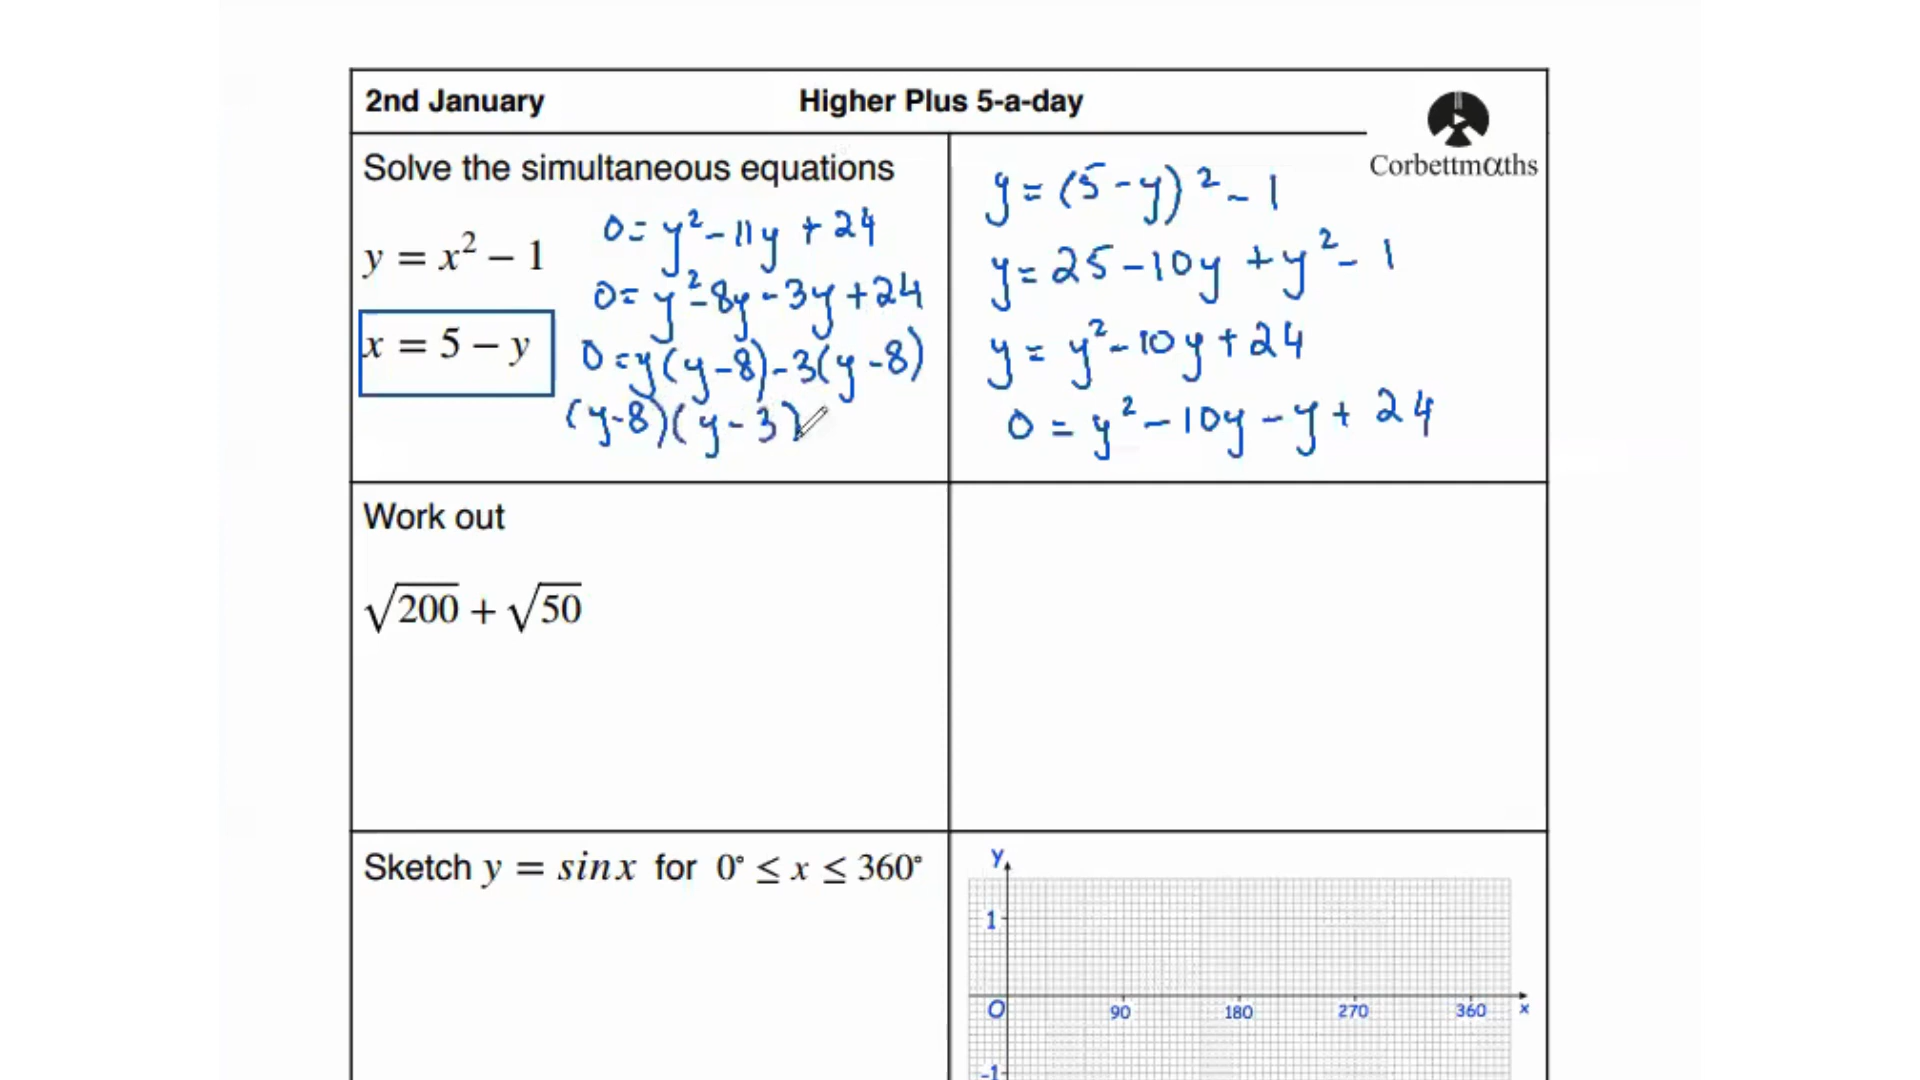 2nd January Higher Plus 5-a-day
Corbettmαths
Solve the simultaneous equations
y = x² − 1
x = 5 − y
0 = y² - 11y + 24
0 = y² - 8y - 3y + 24
0 = y(y - 8) - 3(y - 8)
(y - 8)(y - 3)
y = (5 - y)² - 1
y = 25 - 10y + y² - 1
y = y² - 10y + 24
0 = y² - 10y - y + 24
Work out
√200 + √50
Sketch y = sinx for 0° ≤ x ≤ 360°
y
1
O 90 180 270 360 x
-1